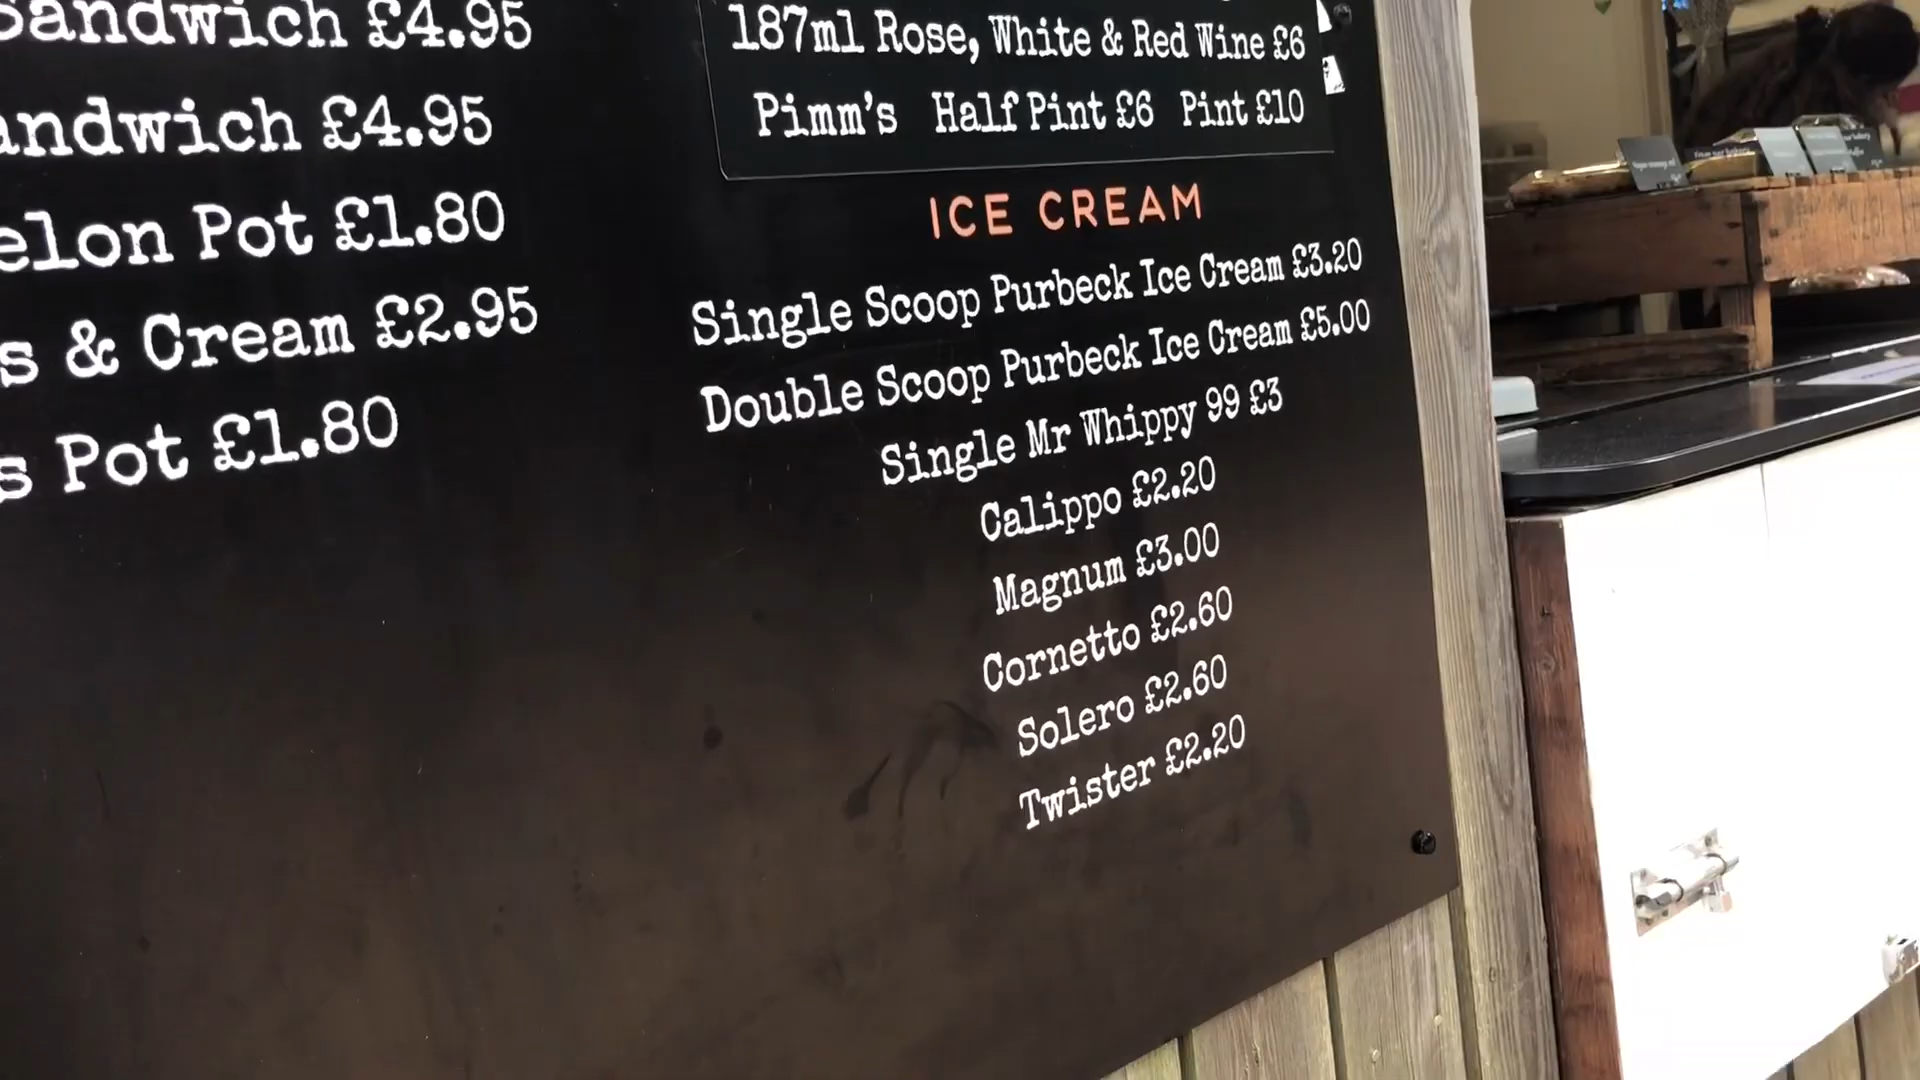 Sandwich £4.95
andwich £4.95
elon Pot £1.80
s & Cream £2.95
s Pot £1.80
187ml Rose, White & Red Wine £6
Pimm's Half Pint £6 Pint £10
ICE CREAM
Single Scoop Purbeck Ice Cream £3.20
Double Scoop Purbeck Ice Cream £5.00
Single Mr Whippy 99 £3
Calippo £2.20
Magnum £3.00
Cornetto £2.60
Solero £2.60
Twister £2.20